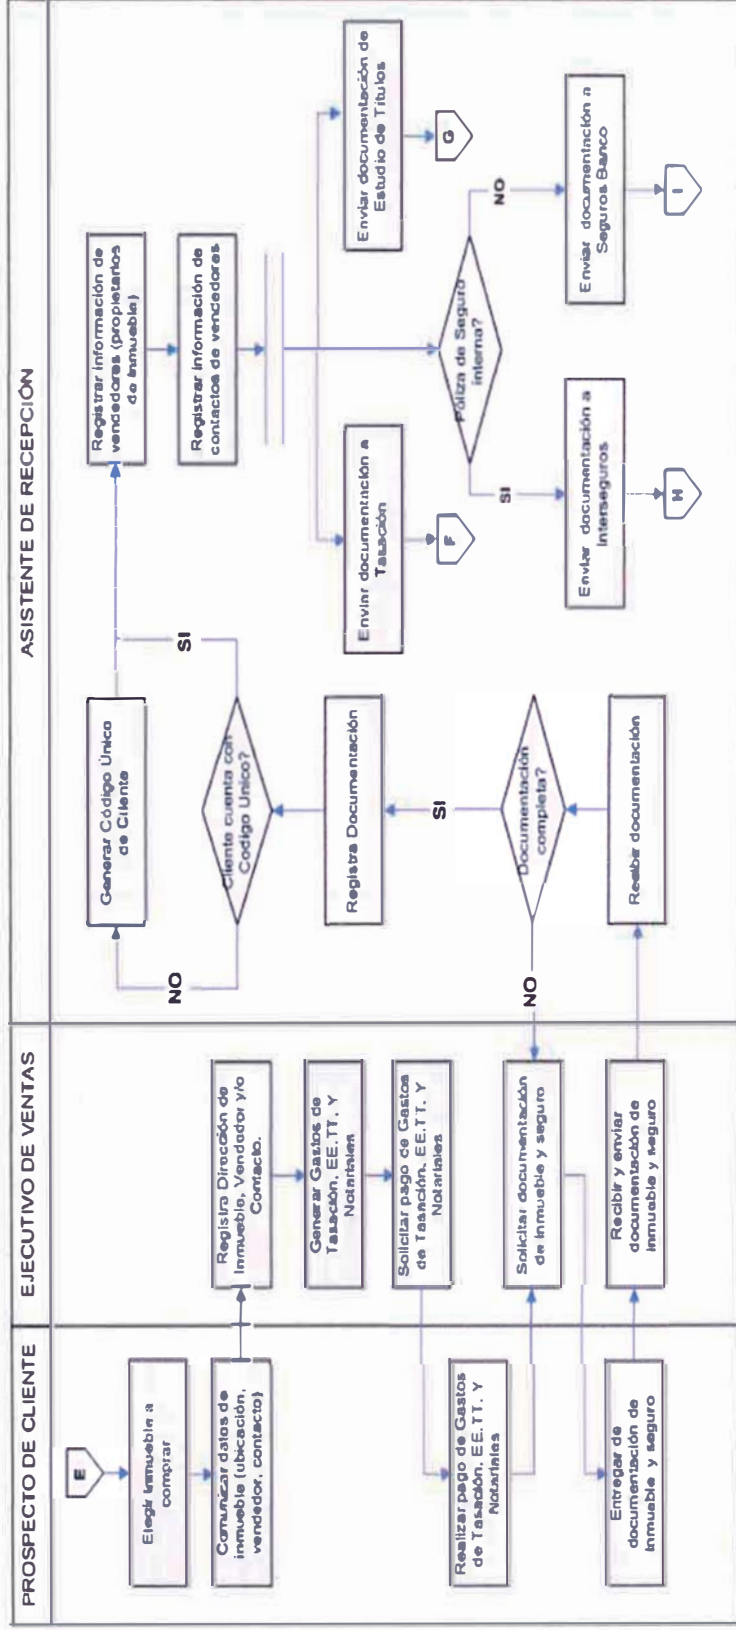 PROSPECTO DE CLIENTE
E
Elegir inmueble a
comprar
Comunicar datos de
inmueble (ubicación,
vendedor, contacto)
Realizar pago de Gastos
de Tasación, EE.TT. Y
Notariales
Entregar de
documentación de
inmueble y seguro
EJECUTIVO DE VENTAS
Registra Dirección de
Inmueble, Vendador y/o
Contacto.
Generar Gastos de
Tasación, EE.TT. Y
Notariales
Solicitar pago de Gastos
de Tasación, EE.TT. Y
Notariales
Solicitar documentación
de inmueble y seguro
Recibir y enviar
documentación de
inmueble y seguro
ASISTENTE DE RECEPCIÓN
Generar Código Único
de Cliente
NO
SI
Cliente cuenta con
Codigo Unico?
Registra Documentación
SI
Documentación
completa?
NO
Recibir documentación
Registrar información de
vendedores (propietarios
de inmueble)
Registrar información de
contactos de vendedores
Enviar documentación a
Tasación
F
Enviar documentación de
Estudio de Títulos
G
Póliza de Seguro
interna?
SI
NO
Enviar documentación a
Interseguros
H
Enviar documentación a
Seguros Banco
I